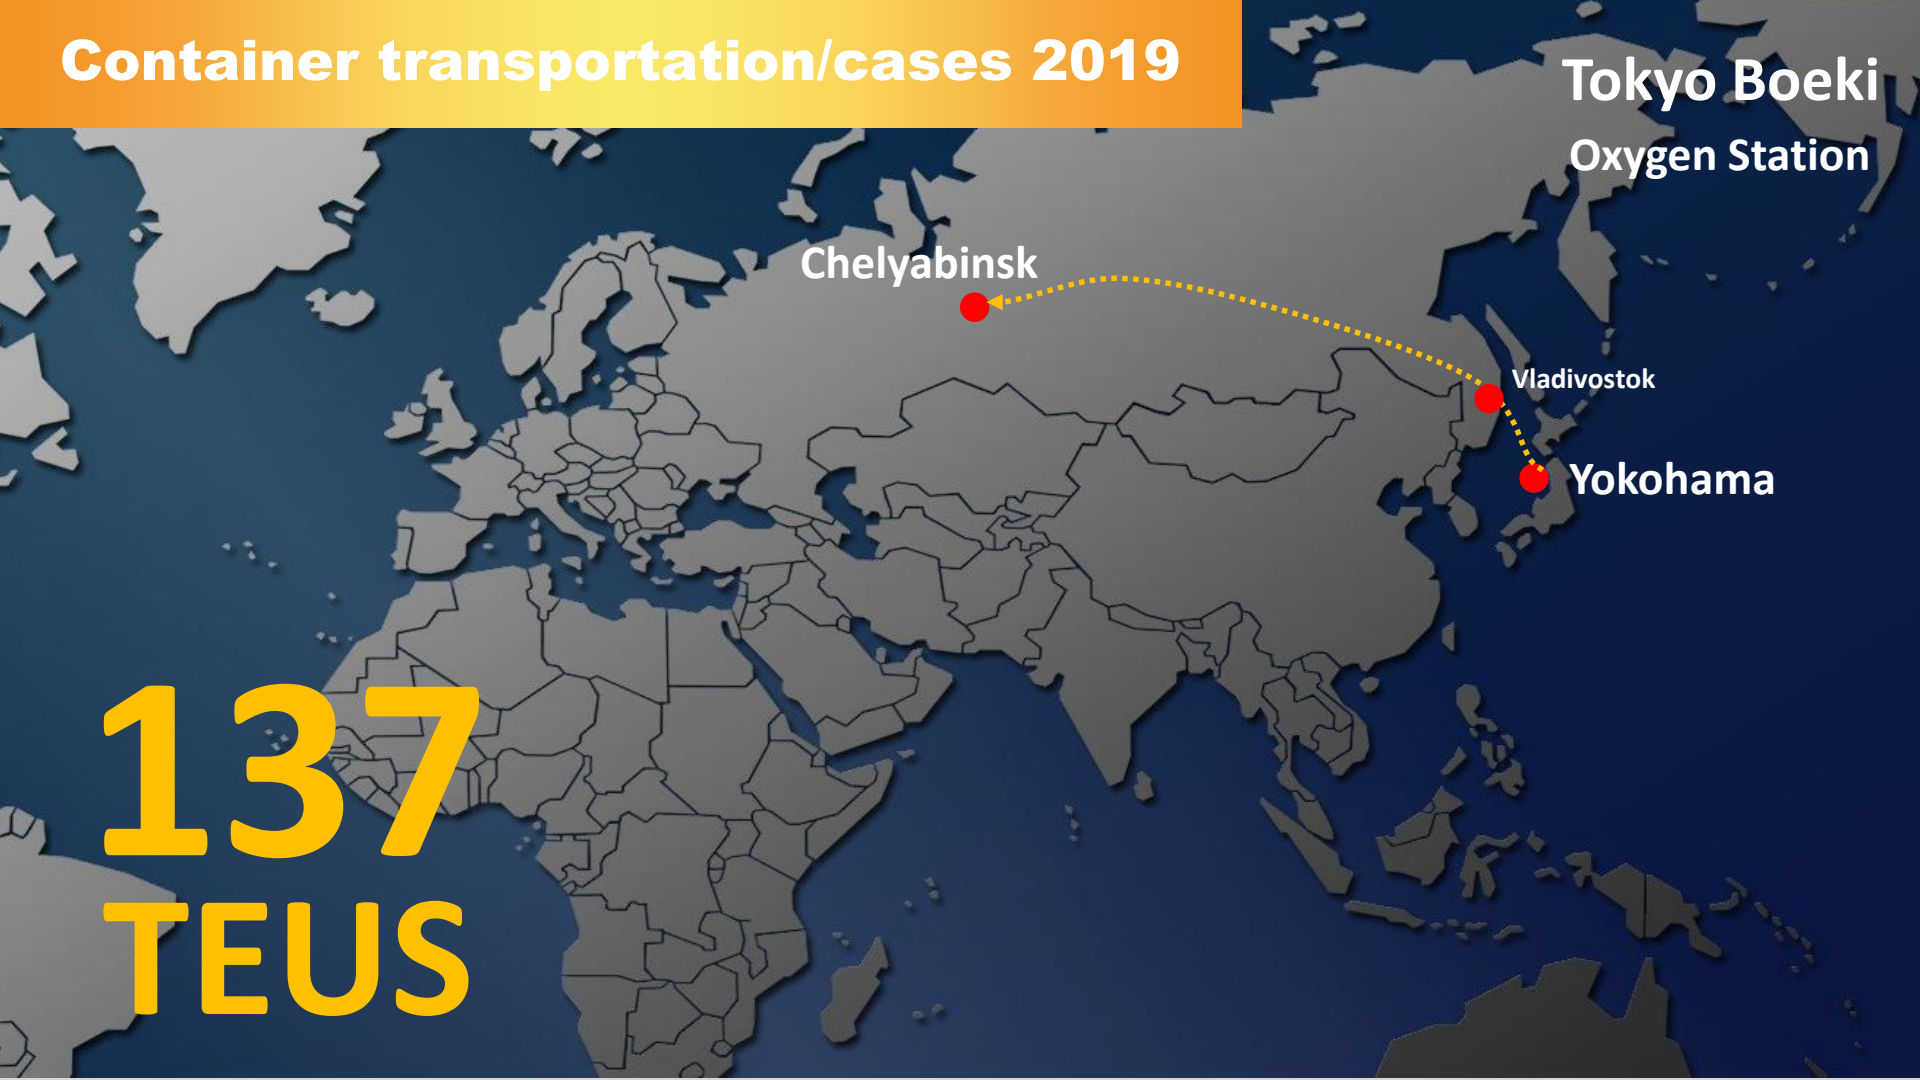 Container transportation/cases 2019
Tokyo Boeki
Oxygen Station
Chelyabinsk
Vladivostok
Yokohama
137
TEUS